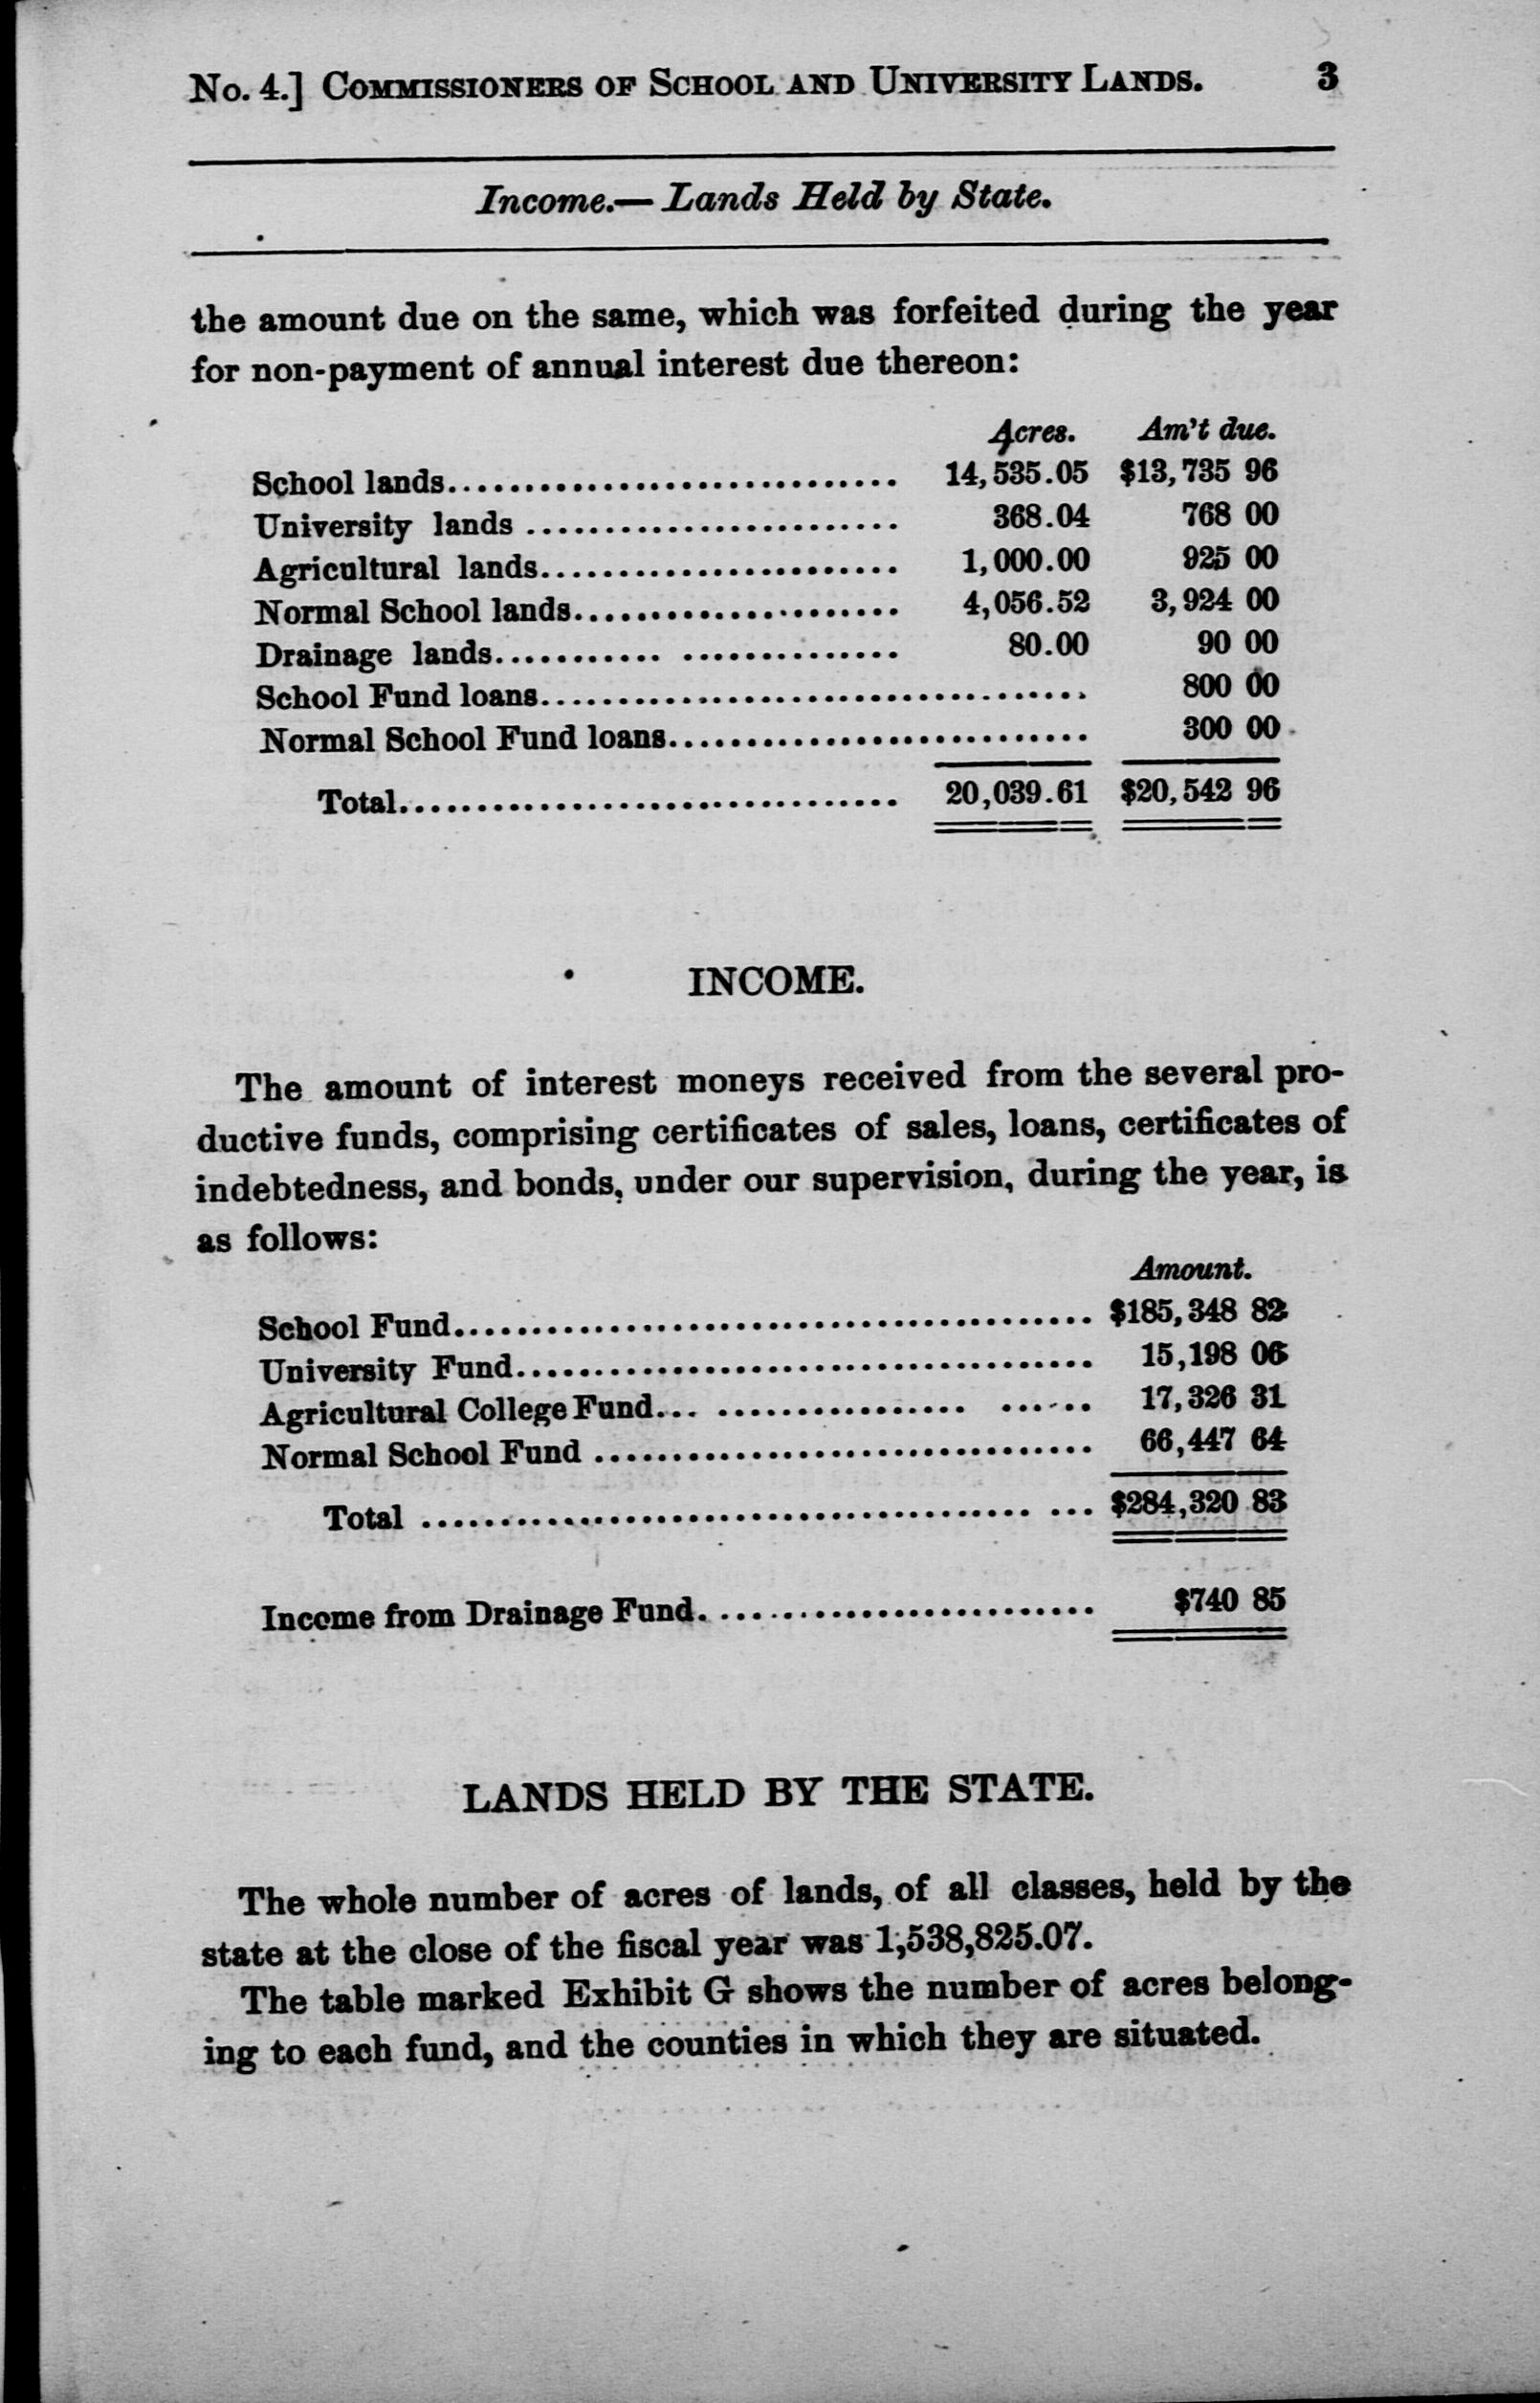 No. 4.] COMMISSIONERS OF SCHOOL AND UNIVERSITY LANDS. 3
Income.— Lands Held by State.
the amount due on the same, which was forfeited during the year
for non-payment of annual interest due thereon:
Acres. Am't due.
School lands.............................. 14,535.05 $13,735 96
University lands ........................ 368.04 768 00
Agricultural lands....................... 1,000.00 925 00
Normal School lands..................... 4,056.52 3,924 00
Drainage lands........... .............. 80.00 90 00
School Fund loans................................... 800 00
Normal School Fund loans........................... 300 00
Total................................ 20,039.61 $20,542 96
INCOME.
The amount of interest moneys received from the several pro-
ductive funds, comprising certificates of sales, loans, certificates of
indebtedness, and bonds, under our supervision, during the year, is
as follows:
Amount.
School Fund......................................... $185,348 82
University Fund..................................... 15,198 06
Agricultural College Fund... ................ ...... 17,326 31
Normal School Fund ................................ 66,447 64
Total ....................................... ... $284,320 83
Income from Drainage Fund. ........................ $740 85
LANDS HELD BY THE STATE.
The whole number of acres of lands, of all classes, held by the
state at the close of the fiscal year was 1,538,825.07.
The table marked Exhibit G shows the number of acres belong-
ing to each fund, and the counties in which they are situated.